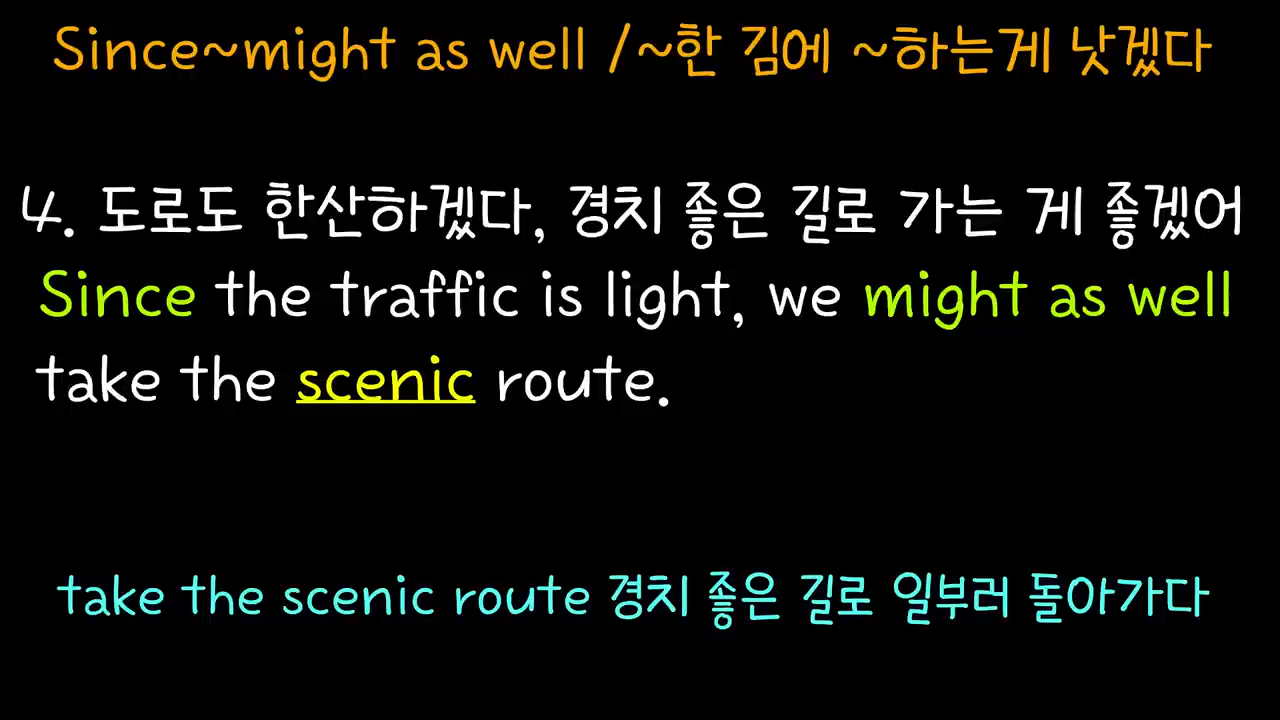 Since~might as well /~한 김에 ~하는게 낫겠다
4. 도로도 한산하겠다, 경치 좋은 길로 가는 게 좋겠어
Since the traffic is light, we might as well
take the scenic route.
take the scenic route 경치 좋은 길로 일부러 돌아가다